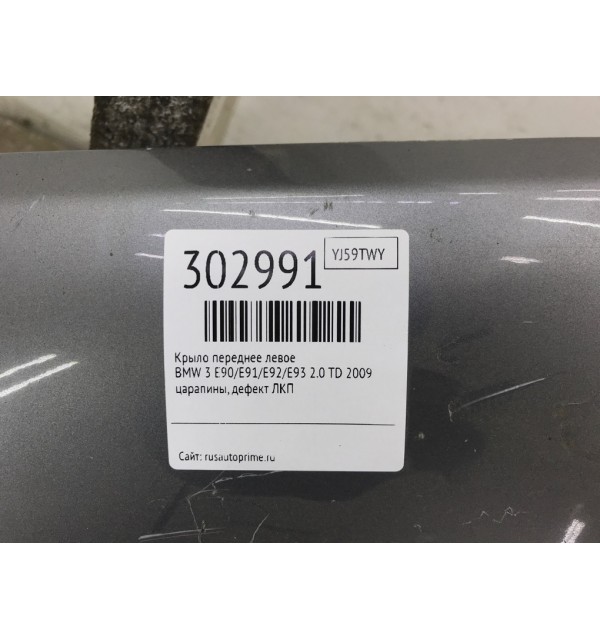 302991
YJ59TWY
Крыло переднее левое
BMW 3 E90/E91/E92/E93 2.0 TD 2009
царапины, дефект ЛКП
Сайт: rusautoprime.ru